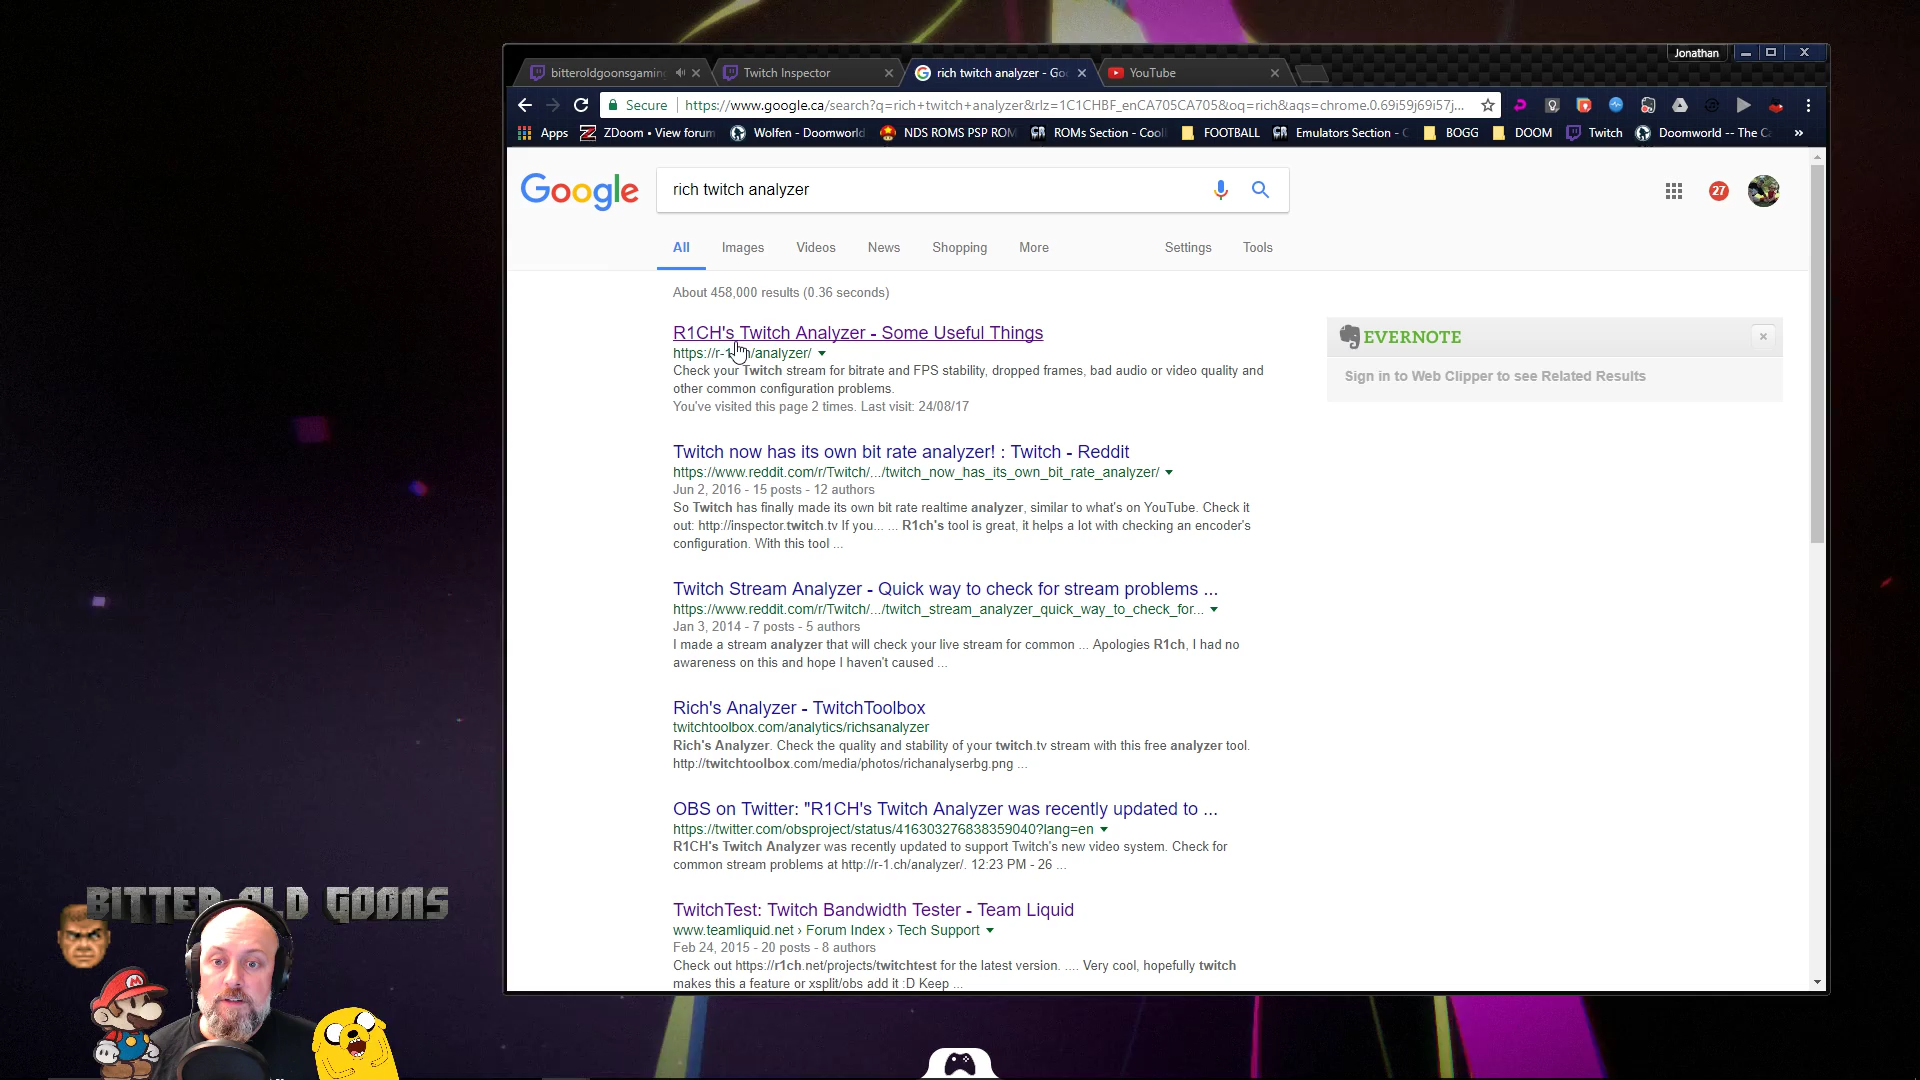 Jonathan
bitteroldgoonsgaming
Twitch Inspector
rich twitch analyzer - Go
YouTube
Secure https://www.google.ca/search?q=rich+twitch+analyzer&rlz=1C1CHBF_enCA705CA705&oq=rich&aqs=chrome.0.69i59j69i57j...
Apps ZDoom • View forum Wolfen - Doomworld NDS ROMS PSP ROM ROMs Section - Cool FOOTBALL Emulators Section - C BOGG DOOM Twitch Doomworld -- The Ca »
Google rich twitch analyzer
27
All Images Videos News Shopping More Settings Tools
About 458,000 results (0.36 seconds)
R1CH's Twitch Analyzer - Some Useful Things
https://r-1.ch/analyzer/
Check your Twitch stream for bitrate and FPS stability, dropped frames, bad audio or video quality and
other common configuration problems.
You've visited this page 2 times. Last visit: 24/08/17
EVERNOTE
Sign in to Web Clipper to see Related Results
Twitch now has its own bit rate analyzer! : Twitch - Reddit
https://www.reddit.com/r/Twitch/.../twitch_now_has_its_own_bit_rate_analyzer/
Jun 2, 2016 - 15 posts - 12 authors
So Twitch has finally made its own bit rate realtime analyzer, similar to what's on YouTube. Check it
out: http://inspector.twitch.tv If you... ... R1ch's tool is great, it helps a lot with checking an encoder's
configuration. With this tool ...
Twitch Stream Analyzer - Quick way to check for stream problems ...
https://www.reddit.com/r/Twitch/.../twitch_stream_analyzer_quick_way_to_check_for...
Jan 3, 2014 - 7 posts - 5 authors
I made a stream analyzer that will check your live stream for common ... Apologies R1ch, I had no
awareness on this and hope I haven't caused ...
Rich's Analyzer - TwitchToolbox
twitchtoolbox.com/analytics/richsanalyzer
Rich's Analyzer. Check the quality and stability of your twitch.tv stream with this free analyzer tool.
http://twitchtoolbox.com/media/photos/richanalyserbg.png ...
OBS on Twitter: "R1CH's Twitch Analyzer was recently updated to ...
https://twitter.com/obsproject/status/416303276838359040?lang=en
R1CH's Twitch Analyzer was recently updated to support Twitch's new video system. Check for
common stream problems at http://r-1.ch/analyzer/. 12:23 PM - 26 ...
TwitchTest: Twitch Bandwidth Tester - Team Liquid
www.teamliquid.net › Forum Index › Tech Support
Feb 24, 2015 - 20 posts - 8 authors
Check out https://r1ch.net/projects/twitchtest for the latest version. .... Very cool, hopefully twitch
makes this a feature or xsplit/obs add it :D Keep ...
BITTER OLD GOONS